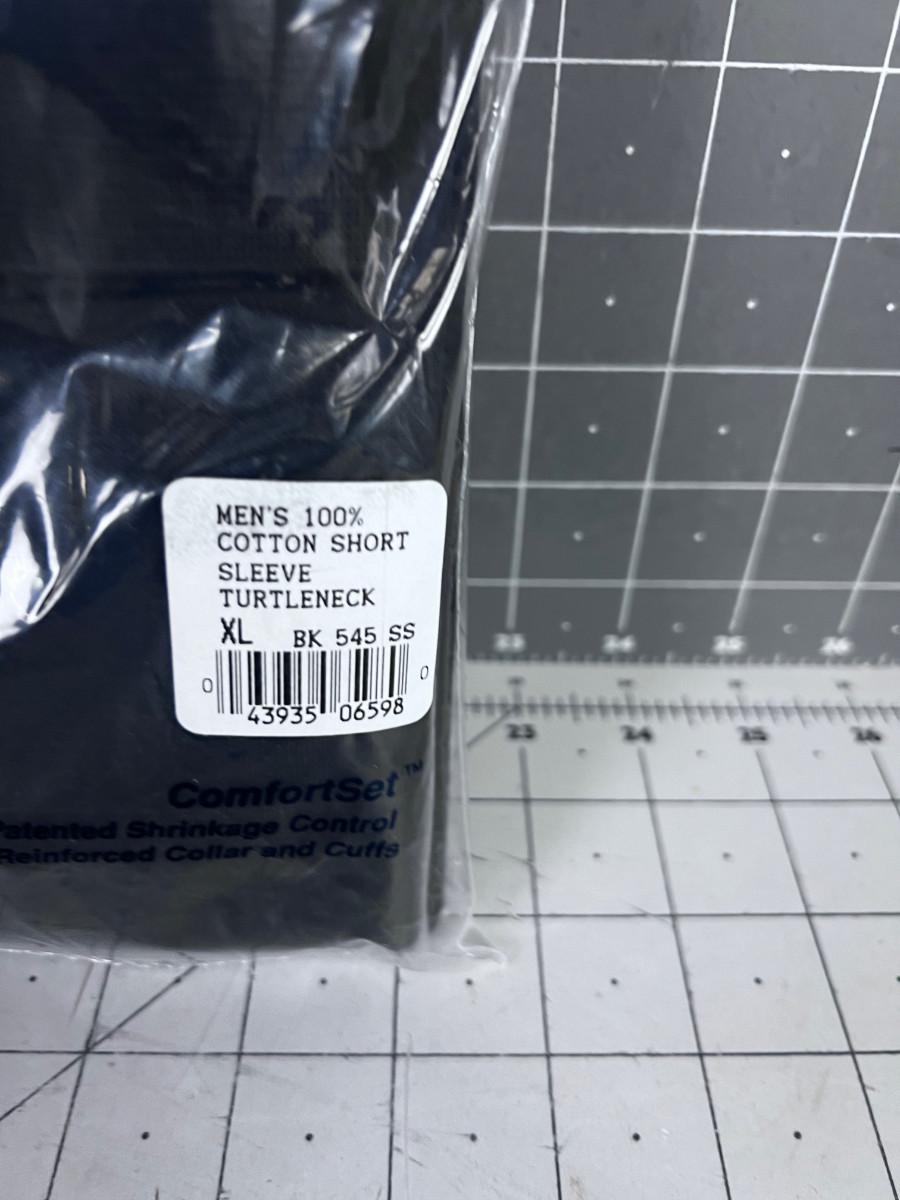 MEN'S 100%
COTTON SHORT
SLEEVE
TURTLENECK
XL BK 545 SS
0 43935 06598 0
ComfortSet™
Patented Shrinkage Control
Reinforced Collar and Cuffs
23 24 25 26
23 24 25 26